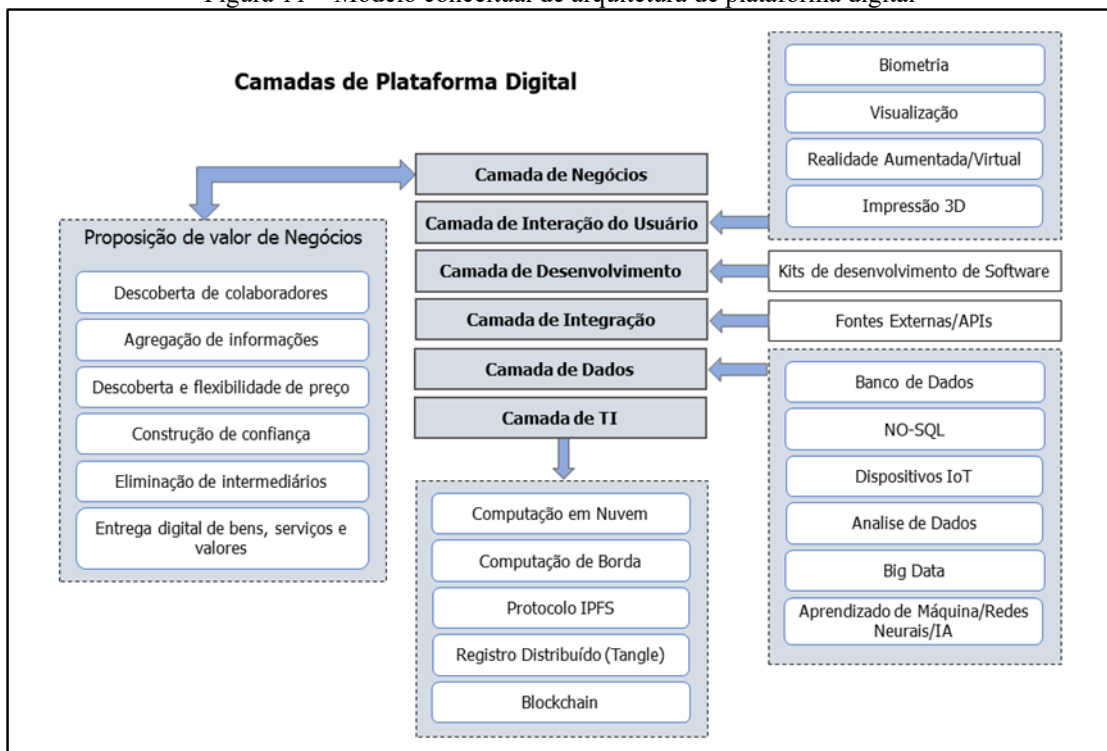 Figura 11 – Modelo conceitual de arquitetura de plataforma digital
Camadas de Plataforma Digital
Camada de Negócios
Camada de Interação do Usuário
Camada de Desenvolvimento
Camada de Integração
Camada de Dados
Camada de TI
Proposição de valor de Negócios
Descoberta de colaboradores
Agregação de informações
Descoberta e flexibilidade de preço
Construção de confiança
Eliminação de intermediários
Entrega digital de bens, serviços e
valores
Biometria
Visualização
Realidade Aumentada/Virtual
Impressão 3D
Kits de desenvolvimento de Software
Fontes Externas/APIs
Banco de Dados
NO-SQL
Dispositivos IoT
Analise de Dados
Big Data
Aprendizado de Máquina/Redes
Neurais/IA
Computação em Nuvem
Computação de Borda
Protocolo IPFS
Registro Distribuído (Tangle)
Blockchain